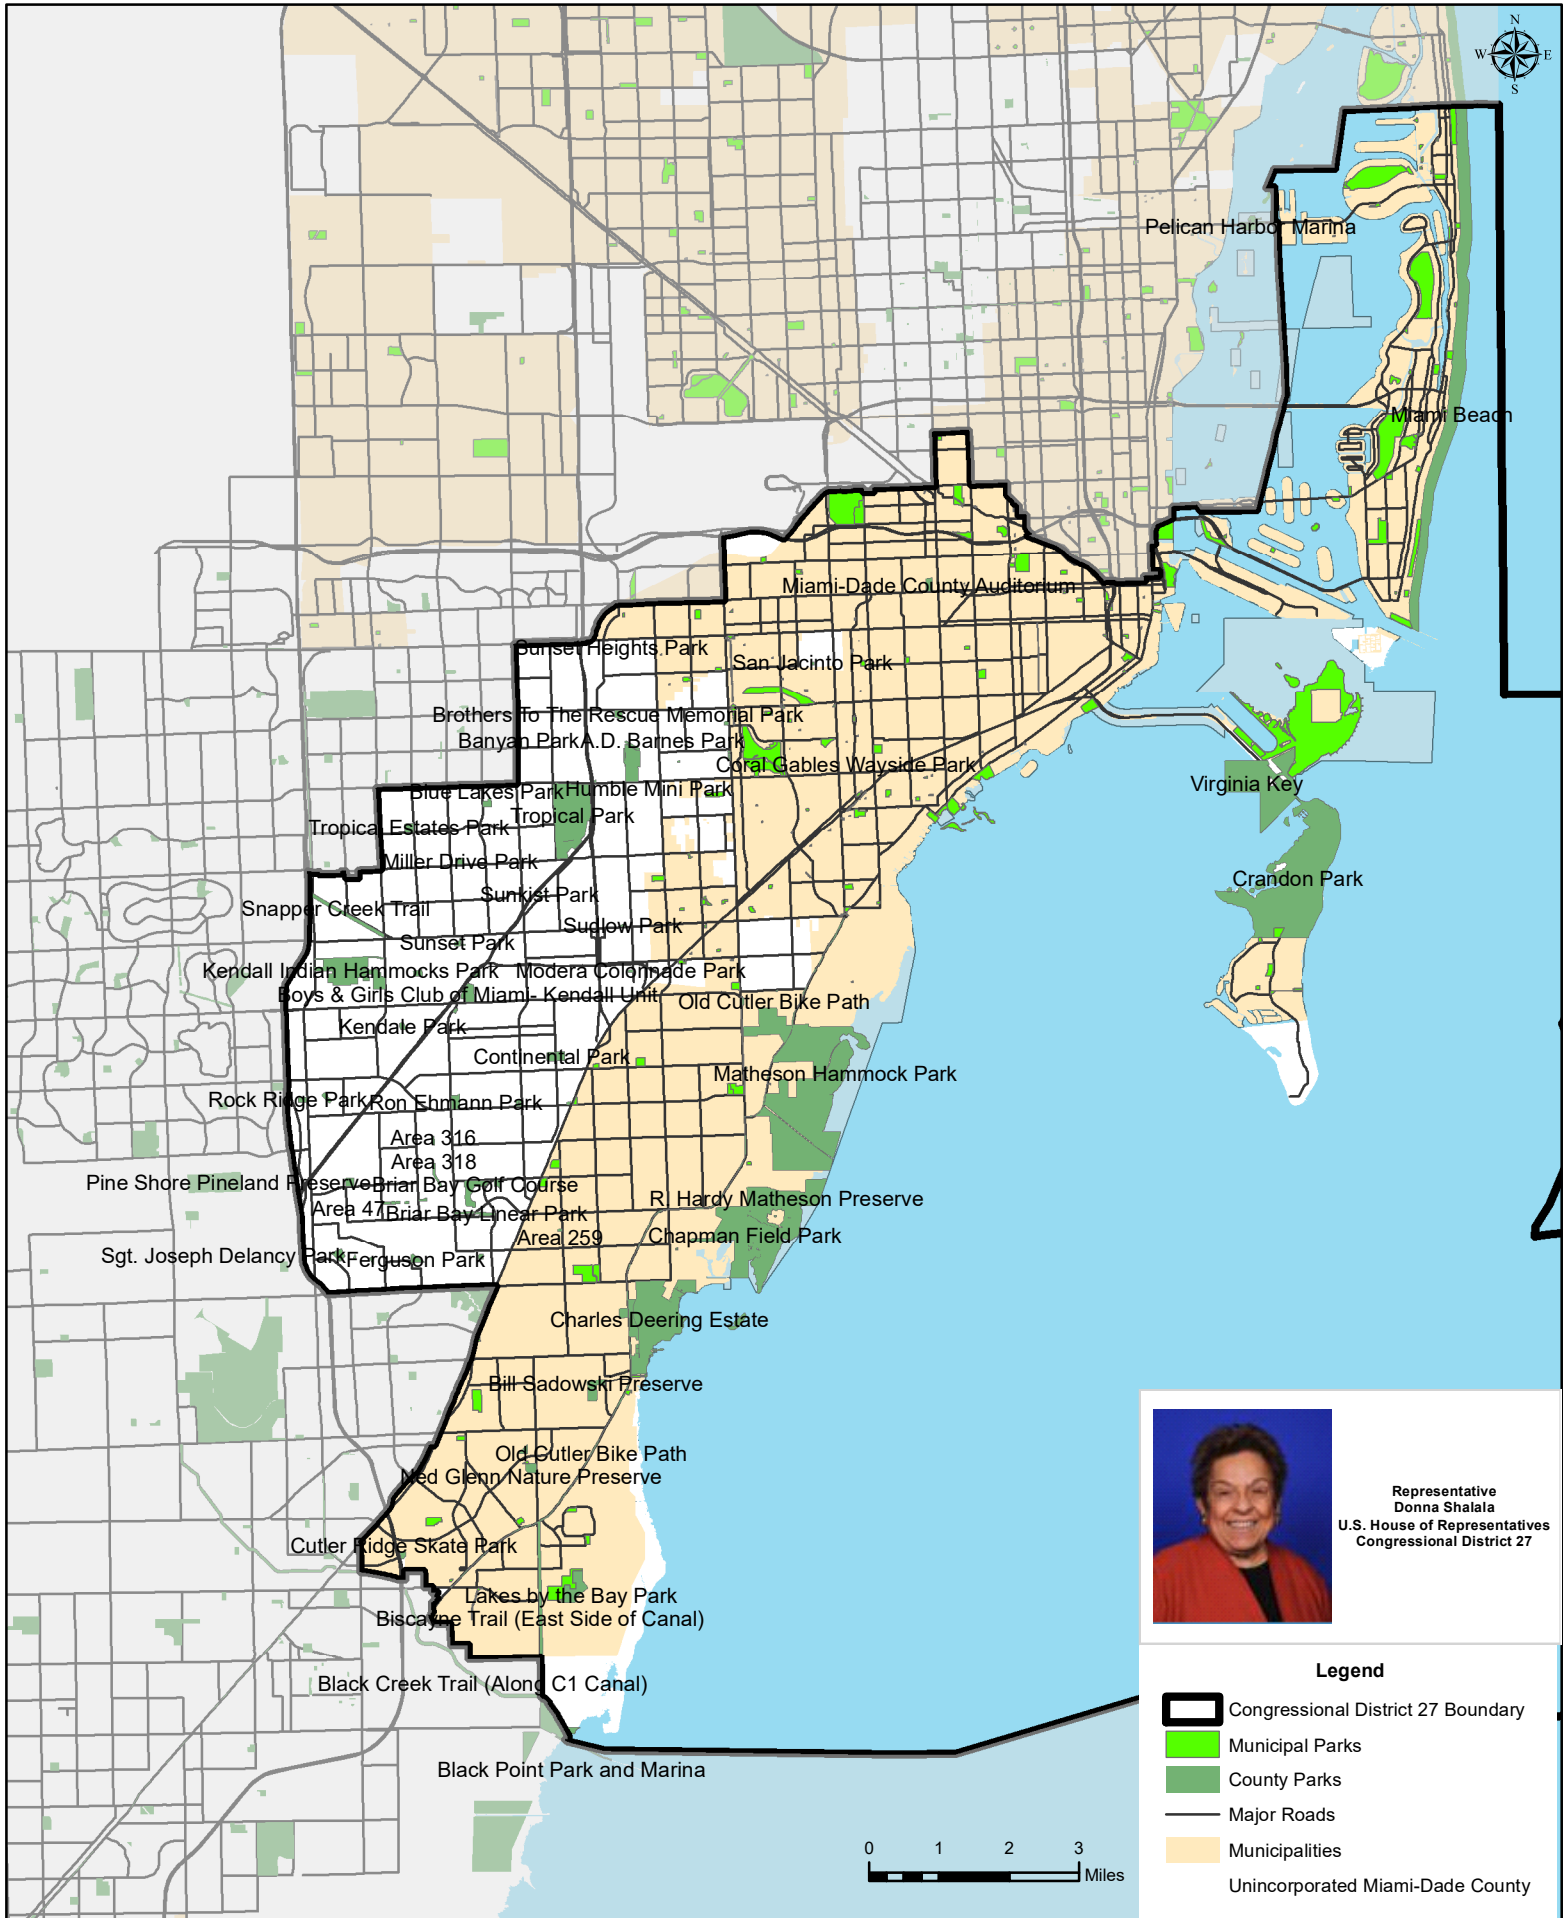 N
W E
S
Pelican Harbor Marina
Miami Beach
Miami-Dade County Auditorium
Sunset Heights Park
San Jacinto Park
Brothers To The Rescue Memorial Park
Banyan Park A.D. Barnes Park
Coral Gables Wayside Park
Virginia Key
Blue Lakes Park Humble Mini Park
Tropical Park
Tropical Estates Park
Miller Drive Park
Crandon Park
Sunkist Park
Snapper Creek Trail
Sudlow Park
Sunset Park
Kendall Indian Hammocks Park Modera Colonnade Park
Boys & Girls Club of Miami- Kendall Unit
Old Cutler Bike Path
Kendale Park
Continental Park
Matheson Hammock Park
Rock Ridge Park Ron Ehmann Park
Area 316
Area 318
Pine Shore Pineland Preserve Briar Bay Golf Course
R. Hardy Matheson Preserve
Area 47 Briar Bay Linear Park
Area 259
Chapman Field Park
Sgt. Joseph Delancy Park Ferguson Park
Charles Deering Estate
Bill Sadowski Preserve
Old Cutler Bike Path
Ned Glenn Nature Preserve
Cutler Ridge Skate Park
Lakes by the Bay Park
Biscayne Trail (East Side of Canal)
Black Creek Trail (Along C1 Canal)
Black Point Park and Marina
Representative
Donna Shalala
U.S. House of Representatives
Congressional District 27
Legend
Congressional District 27 Boundary
Municipal Parks
County Parks
Major Roads
Municipalities
Unincorporated Miami-Dade County
0 1 2 3
Miles